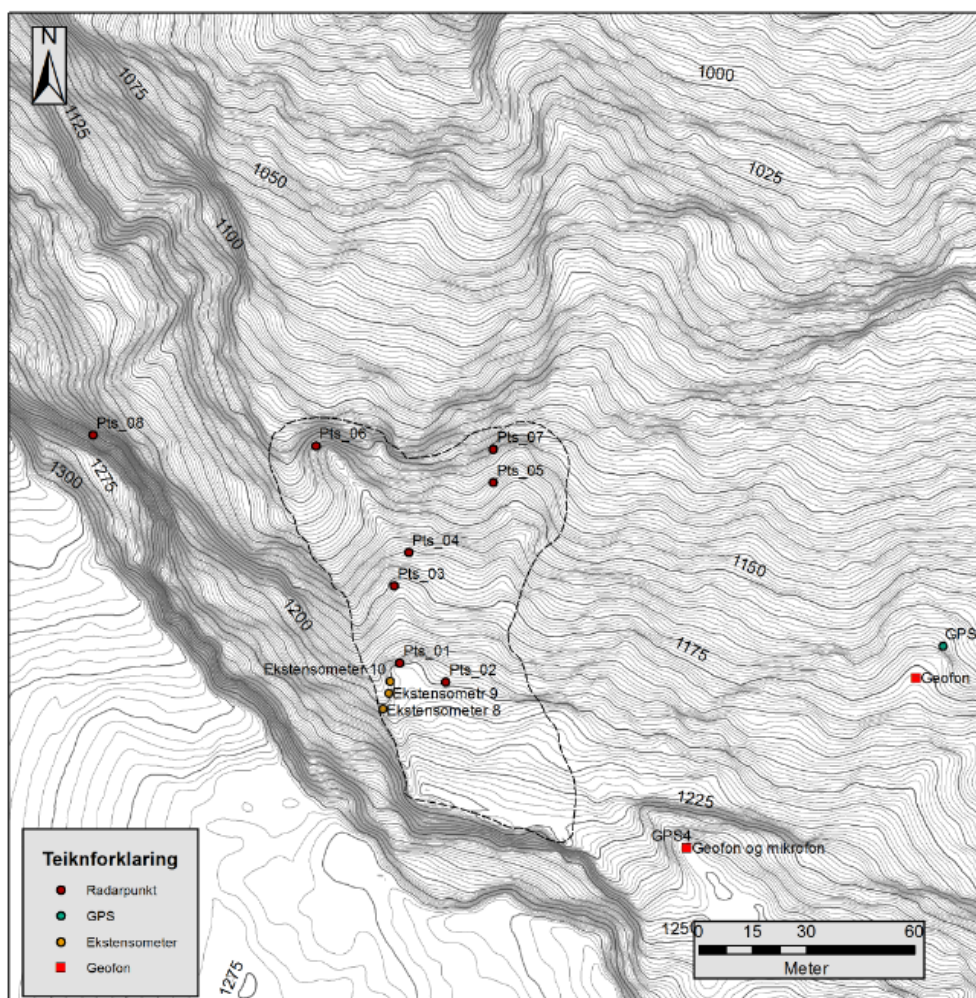 N
1075
1125
1000
1025
1050
1100
Pts_08
Pts_06
Pts_07
Pts_05
1300
1275
Pts_04
1150
Pts_03
1200
GPS
1175
Pts_01
Ekstensometer 10
Pts_02
Geofon
Ekstensometr 9
Ekstensometer 8
1225
GPS4
Geofon og mikrofon
Teiknforklaring
Radarpunkt
GPS
Ekstensometer
Geofon
1250
0 15 30 60
Meter
1275